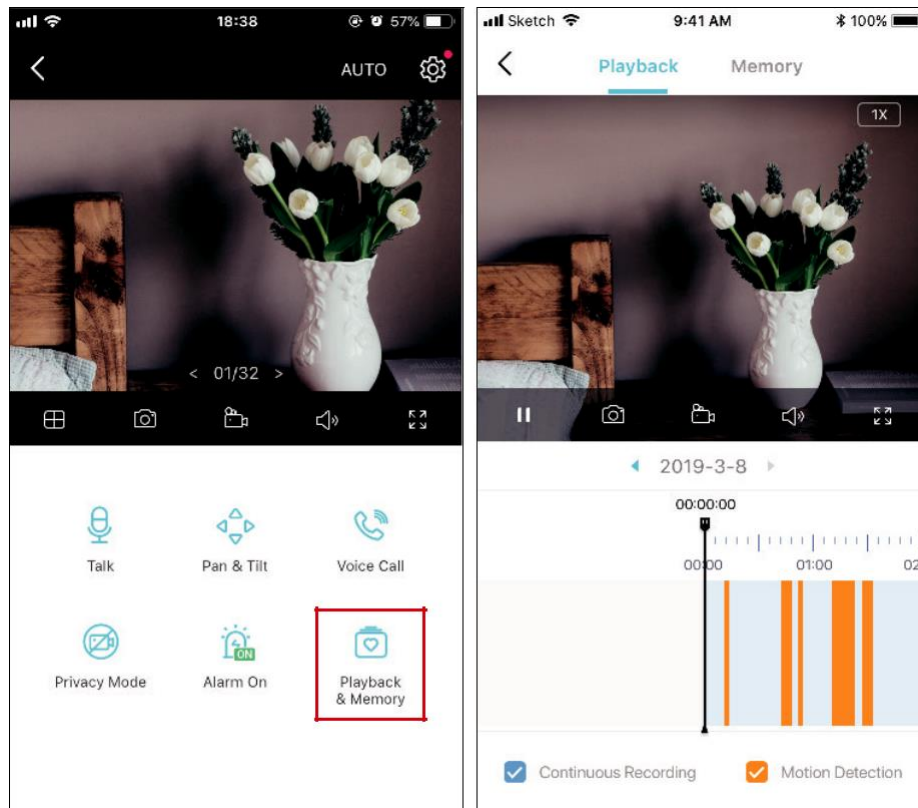 18:38
57%
AUTO
< 01/32 >
Talk
Pan & Tilt
Voice Call
Privacy Mode
ON
Alarm On
Playback
& Memory
Sketch
9:41 AM
100%
Playback
Memory
1X
2019-3-8
00:00:00
00:00
01:00
02
Continuous Recording
Motion Detection